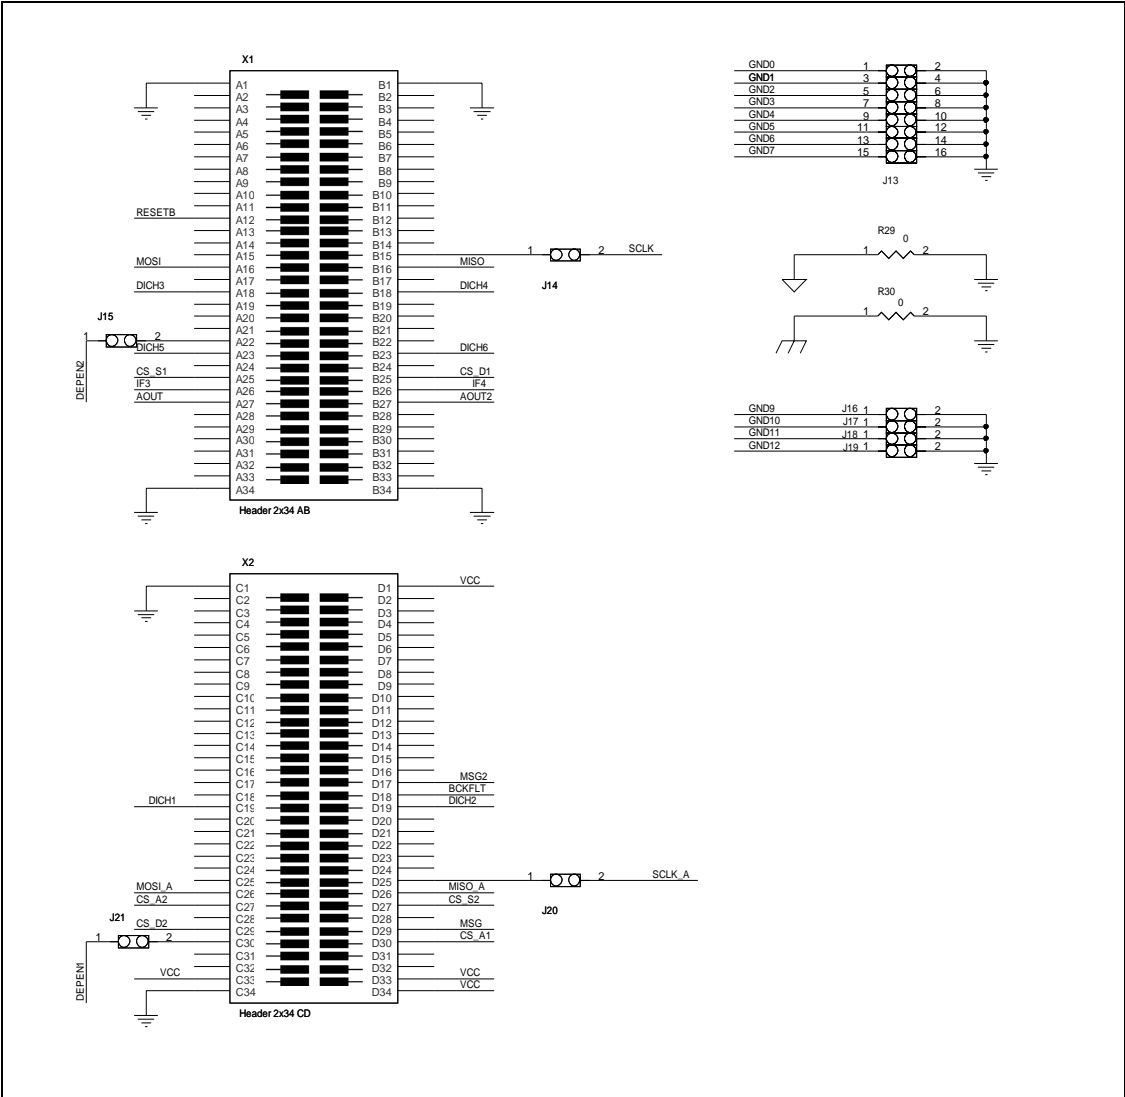 X1
A1 B1
A2 B2
A3 B3
A4 B4
A5 B5
A6 B6
A7 B7
A8 B8
A9 B9
A10 B10
A11 B11
RESETB A12 B12
A13 B13
A14 B14
A15 B15 1 2 SCLK
J14
MOSI A16 B16 MISO
A17 B17
DICH3 A18 B18 DICH4
A19 B19
A20 B20
J15
A21 B21
1 2 A22 B22
DEPEN2
DICH5 A23 B23 DICH6
A24 B24
CS_S1 A25 B25 CS_D1
IF3 A26 B26 IF4
AOUT A27 B27 AOUT2
A28 B28
A29 B29
A30 B30
A31 B31
A32 B32
A33 B33
A34 B34
Header 2x34 AB
GND0 1 2
GND1 3 4
GND2 5 6
GND3 7 8
GND4 9 10
GND5 11 12
GND6 13 14
GND7 15 16
J13
R29
0
1 2
R30
0
1 2
GND9 J16 1 2
GND10 J17 1 2
GND11 J18 1 2
GND12 J19 1 2
X2
C1 D1 VCC
C2 D2
C3 D3
C4 D4
C5 D5
C6 D6
C7 D7
C8 D8
C9 D9
C10 D10
C11 D11
C12 D12
C13 D13
C14 D14
C15 D15
C16 D16
C17 D17 MSG2
C18 D18 BCKFLT
DICH1 C19 D19 DICH2
C20 D20
C21 D21
C22 D22
C23 D23
C24 D24
C25 D25 1 2 SCLK_A
J20
MOSI_A C26 D26 MISO_A
CS_A2 C27 D27 CS_S2
J21
C28 D28
CS_D2 C29 D29 MSG
1 2 C30 D30 CS_A1
DEPEN1
C31 D31
C32 D32
VCC C33 D33 VCC
C34 D34 VCC
Header 2x34 CD